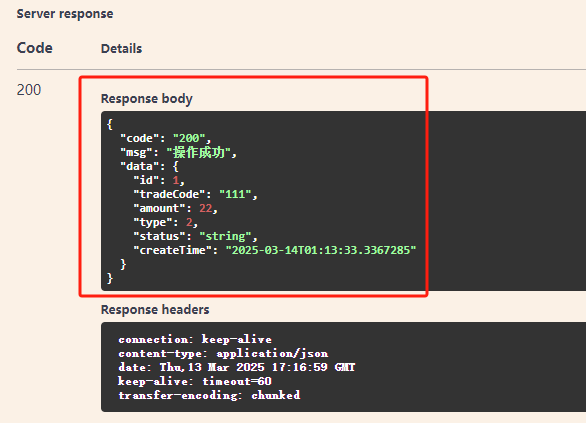 Server response
Code Details
200
Response body
{
"code": "200",
"msg": "操作成功",
"data": {
"id": 1,
"tradeCode": "111",
"amount": 22,
"type": 2,
"status": "string",
"createTime": "2025-03-14T01:13:33.3367285"
}
}
Response headers
connection: keep-alive
content-type: application/json
date: Thu,13 Mar 2025 17:16:59 GMT
keep-alive: timeout=60
transfer-encoding: chunked